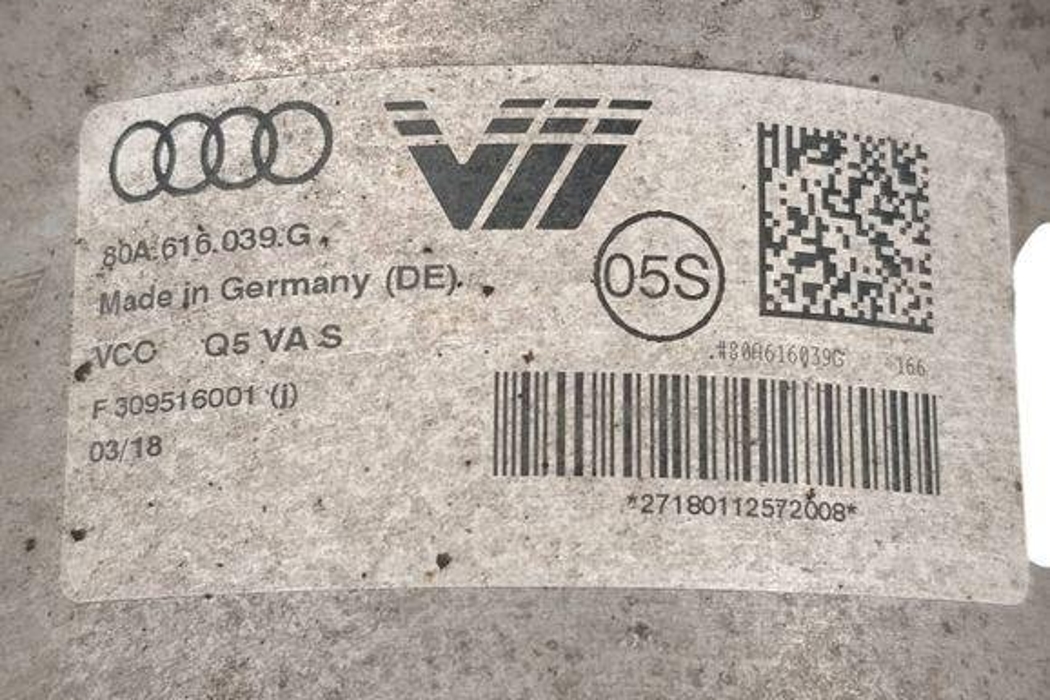 80A.616.039.G
Made in Germany (DE)
VCC Q5 VA S
F 309516001 (j)
03/18
05S
.#80A616039G 166
*27180112572008*